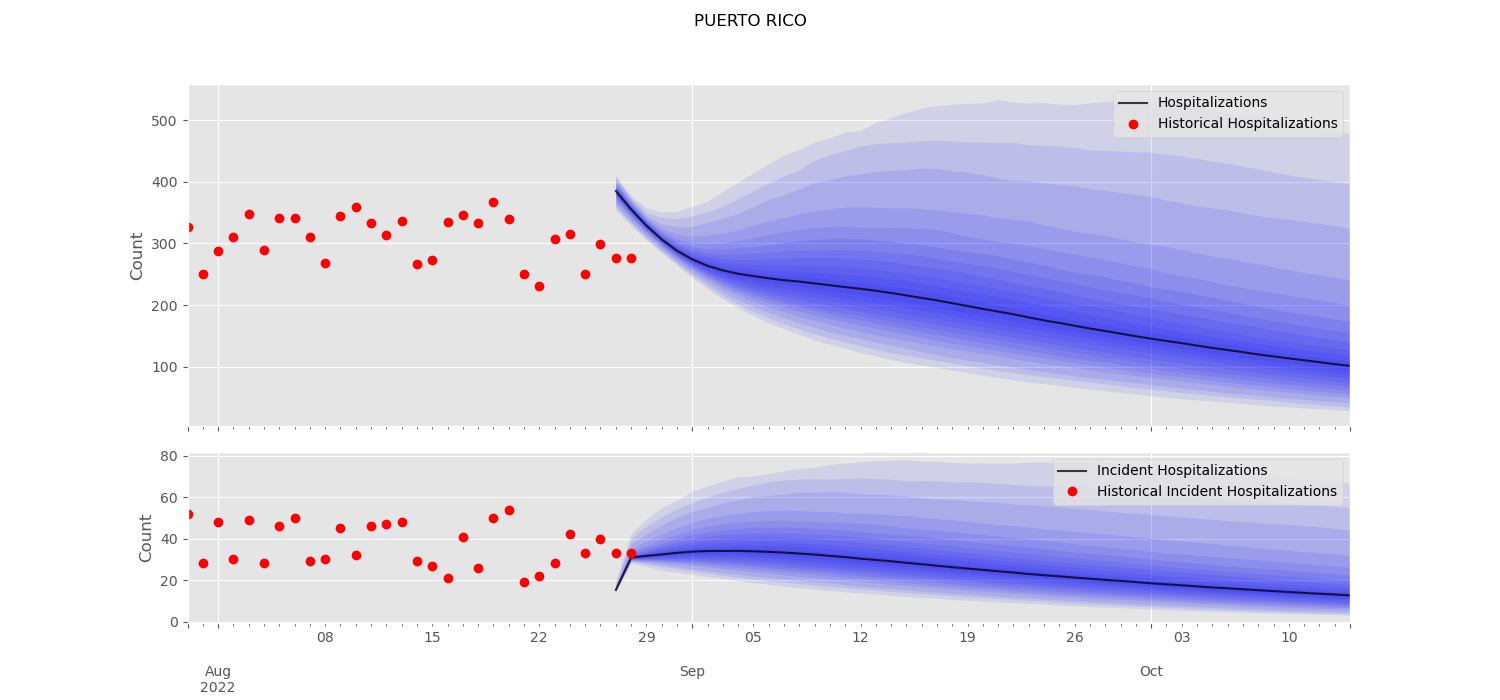 PUERTO RICO
Hospitalizations
Historical Hospitalizations
Count
500
400
300
200
100
Incident Hospitalizations
Historical Incident Hospitalizations
Count
80
60
40
20
0
08 15 22 29 05 12 19 26 03 10
Aug Sep Oct
2022